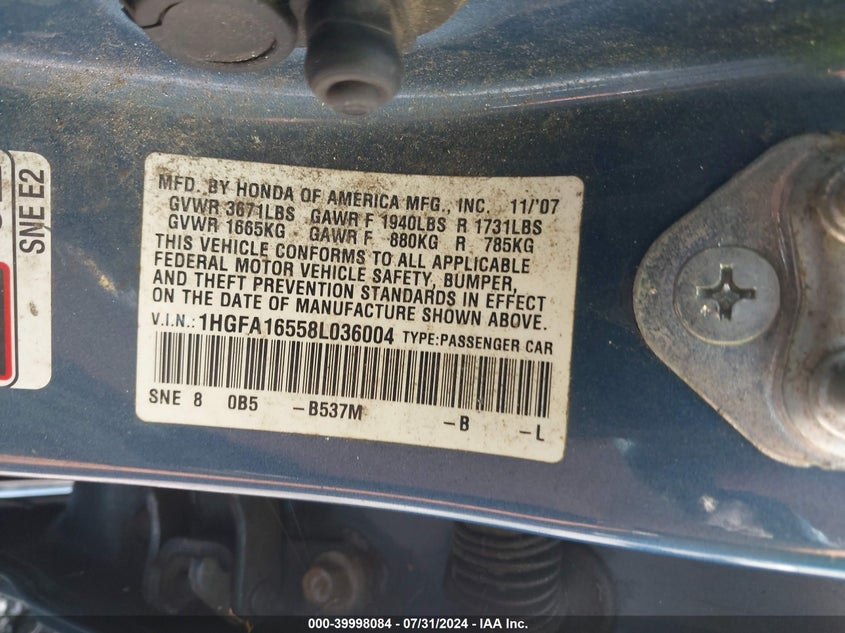 SNE E2
MFD. BY HONDA OF AMERICA MFG., INC. 11/'07
GVWR 3671LBS GAWR F 1940LBS R 1731LBS
GVWR 1665KG GAWR F 880KG R 785KG
THIS VEHICLE CONFORMS TO ALL APPLICABLE
FEDERAL MOTOR VEHICLE SAFETY, BUMPER,
AND THEFT PREVENTION STANDARDS IN EFFECT
ON THE DATE OF MANUFACTURE SHOWN ABOVE.
V.I.N.: 1HGFA16558L036004 TYPE:PASSENGER CAR
SNE 8 0B5 -B537M -B -L
000-39998084 / 07/31/2024 - IAA Inc.